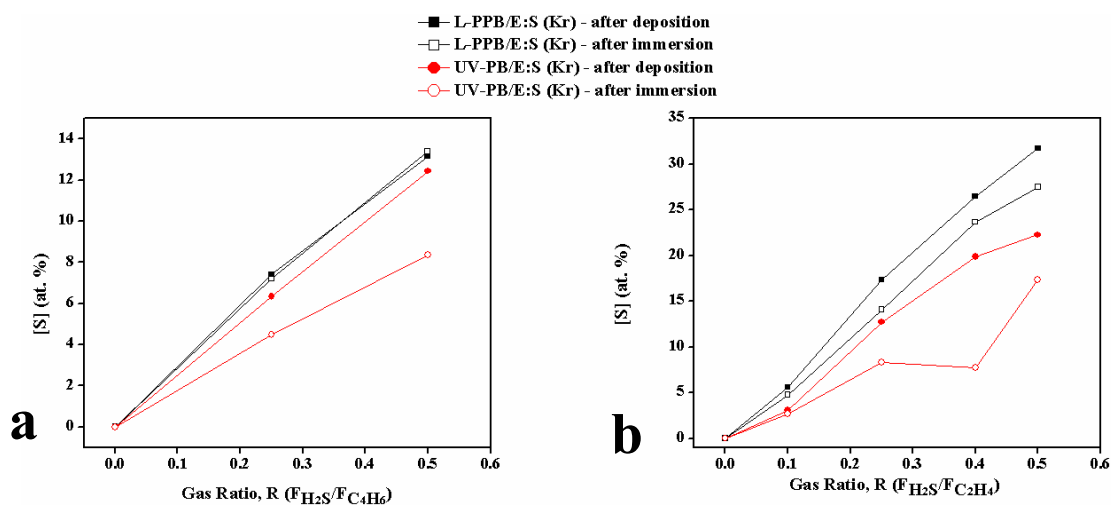 L-PPB/E:S (Kr) - after deposition
L-PPB/E:S (Kr) - after immersion
UV-PB/E:S (Kr) - after deposition
UV-PB/E:S (Kr) - after immersion
14
12
10
8
6
4
2
0
[S] (at. %)
0.0 0.1 0.2 0.3 0.4 0.5 0.6
Gas Ratio, R (FH2S/FC4H6)
a
35
30
25
20
15
10
5
0
[S] (at. %)
0.0 0.1 0.2 0.3 0.4 0.5 0.6
Gas Ratio, R (FH2S/FC2H4)
b